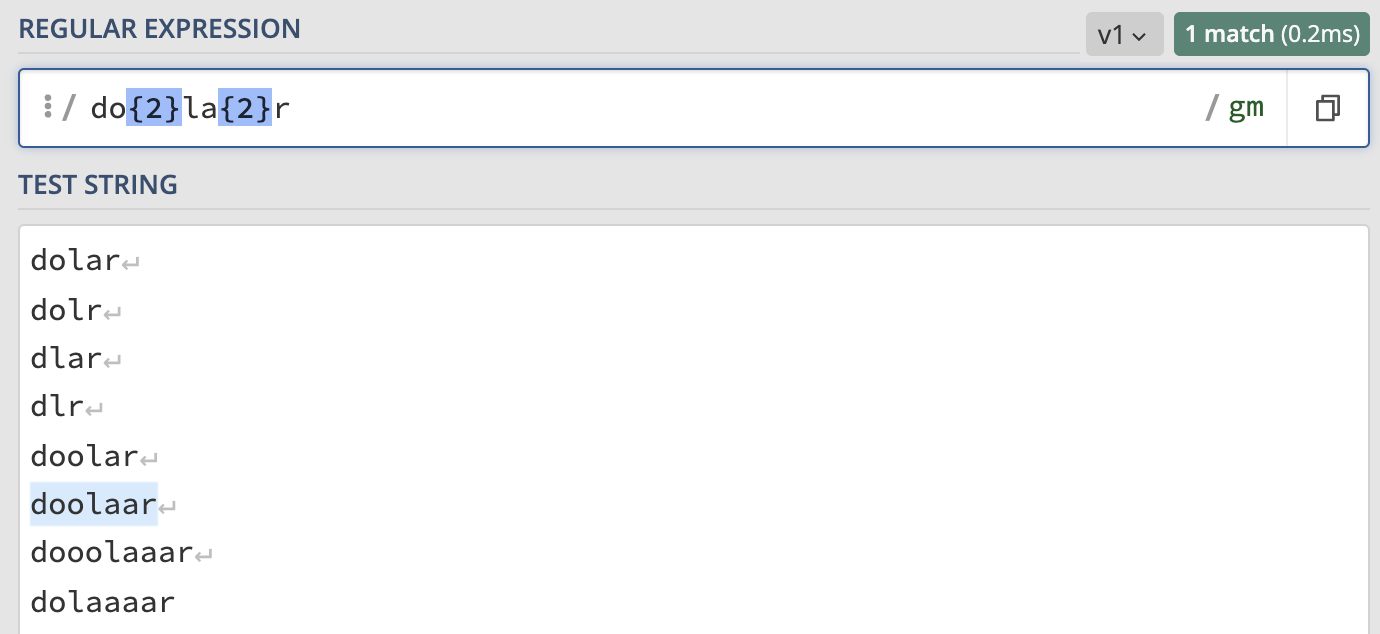 REGULAR EXPRESSION
v1
1 match (0.2ms)
/ do{2}la{2}r
/ gm
TEST STRING
dolar↵
dolr↵
dlar↵
dlr↵
doolar↵
doolaar↵
dooolaaar↵
dolaaaar